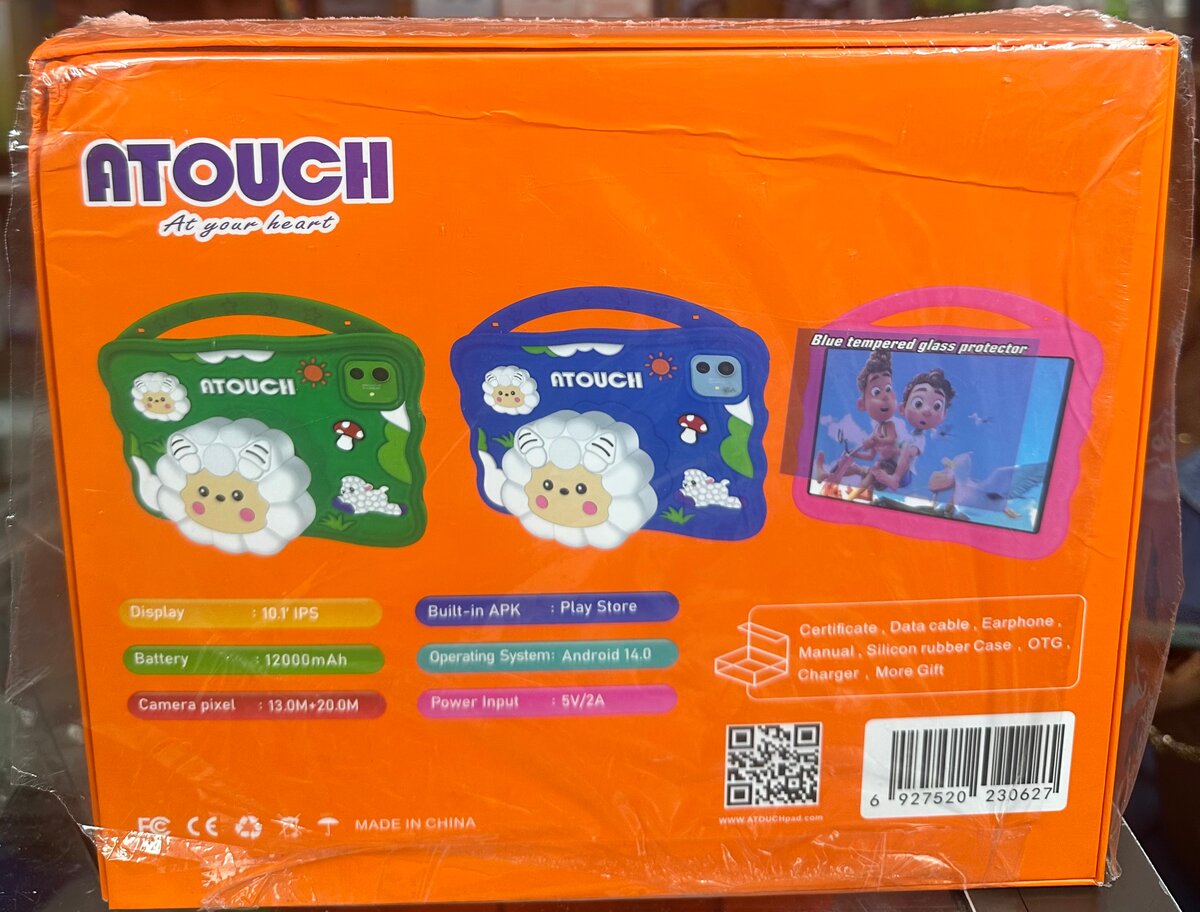 ATOUCH
At your heart
ATOUCH
ATOUCH
Blue tempered glass protector
Display : 10.1' IPS
Battery : 12000mAh
Camera pixel : 13.0M+20.0M
Built-in APK : Play Store
Operating System: Android 14.0
Power Input : 5V/2A
Certificate , Data cable , Earphone ,
Manual , Silicon rubber Case , OTG ,
Charger , More Gift
WWW.ATOUCHpad.com
6 927520 230627
FC CE MADE IN CHINA